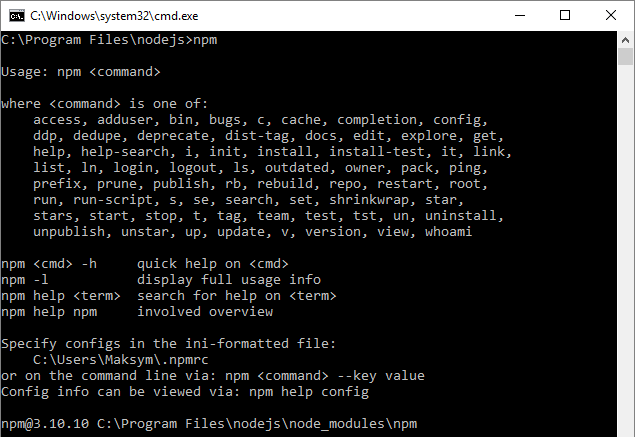 C:\Windows\system32\cmd.exe
C:\Program Files\nodejs>npm
Usage: npm <command>
where <command> is one of:
    access, adduser, bin, bugs, c, cache, completion, config,
    ddp, dedupe, deprecate, dist-tag, docs, edit, explore, get,
    help, help-search, i, init, install, install-test, it, link,
    list, ln, login, logout, ls, outdated, owner, pack, ping,
    prefix, prune, publish, rb, rebuild, repo, restart, root,
    run, run-script, s, se, search, set, shrinkwrap, star,
    stars, start, stop, t, tag, team, test, tst, un, uninstall,
    unpublish, unstar, up, update, v, version, view, whoami
npm <cmd> -h     quick help on <cmd>
npm -l           display full usage info
npm help <term>  search for help on <term>
npm help npm     involved overview
Specify configs in the ini-formatted file:
    C:\Users\Maksym\.npmrc
or on the command line via: npm <command> --key value
Config info can be viewed via: npm help config
npm@3.10.10 C:\Program Files\nodejs\node_modules\npm